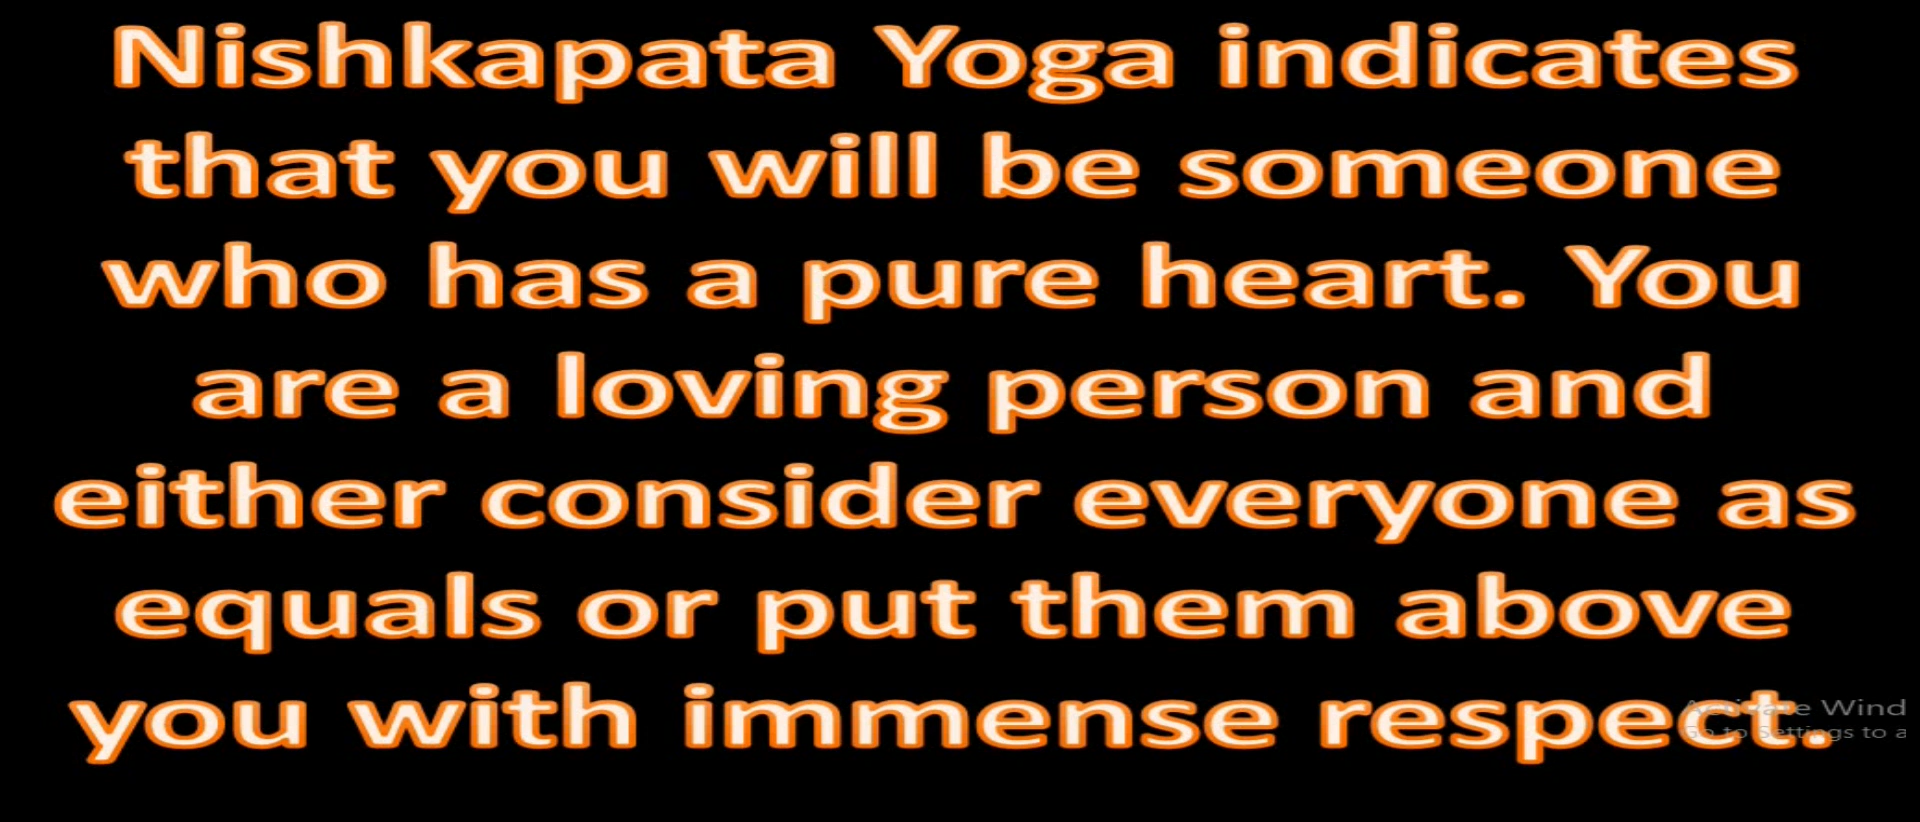 Nishkapata Yoga indicates
that you will be someone
who has a pure heart. You
are a loving person and
either consider everyone as
equals or put them above
you with immense respect.
Activate Wind
Go to Settings to a